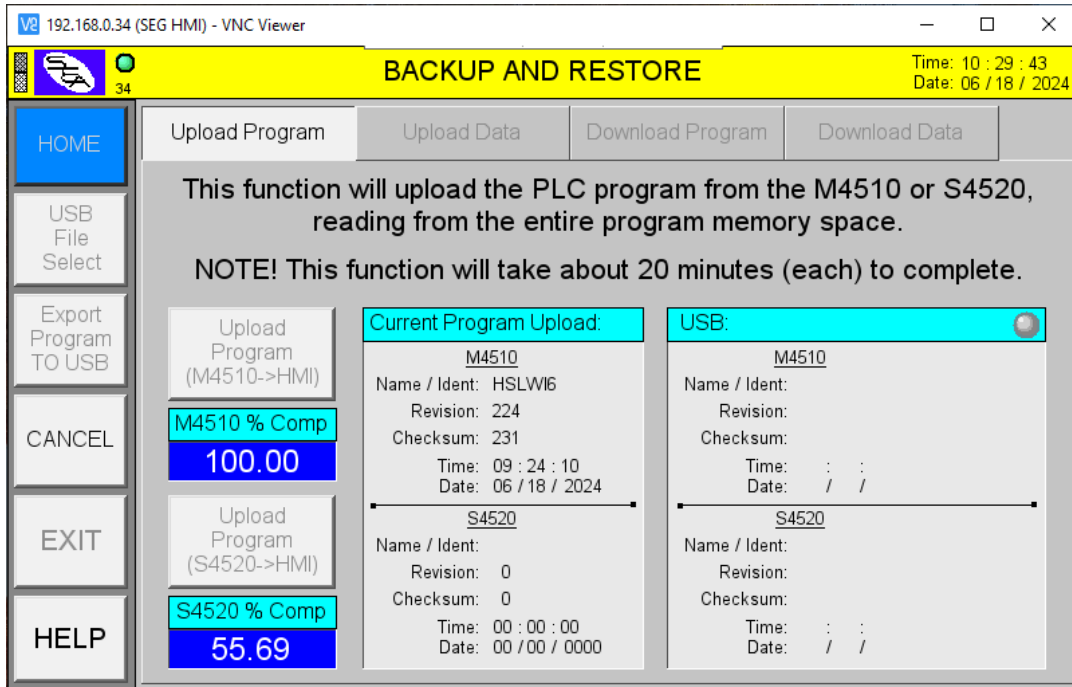 192.168.0.34 (SEG HMI) - VNC Viewer
34
BACKUP AND RESTORE
Time: 10 : 29 : 43
Date: 06 / 18 / 2024
HOME
USB
File
Select
Export
Program
TO USB
CANCEL
EXIT
HELP
Upload Program
Upload Data
Download Program
Download Data
This function will upload the PLC program from the M4510 or S4520,
reading from the entire program memory space.
NOTE! This function will take about 20 minutes (each) to complete.
Upload
Program
(M4510->HMI)
M4510 % Comp
100.00
Upload
Program
(S4520->HMI)
S4520 % Comp
55.69
Current Program Upload:
M4510
Name / Ident: HSLWI6
Revision: 224
Checksum: 231
Time: 09 : 24 : 10
Date: 06 / 18 / 2024
S4520
Name / Ident:
Revision: 0
Checksum: 0
Time: 00 : 00 : 00
Date: 00 / 00 / 0000
USB:
M4510
Name / Ident:
Revision:
Checksum:
Time: : :
Date: / /
S4520
Name / Ident:
Revision:
Checksum:
Time: : :
Date: / /